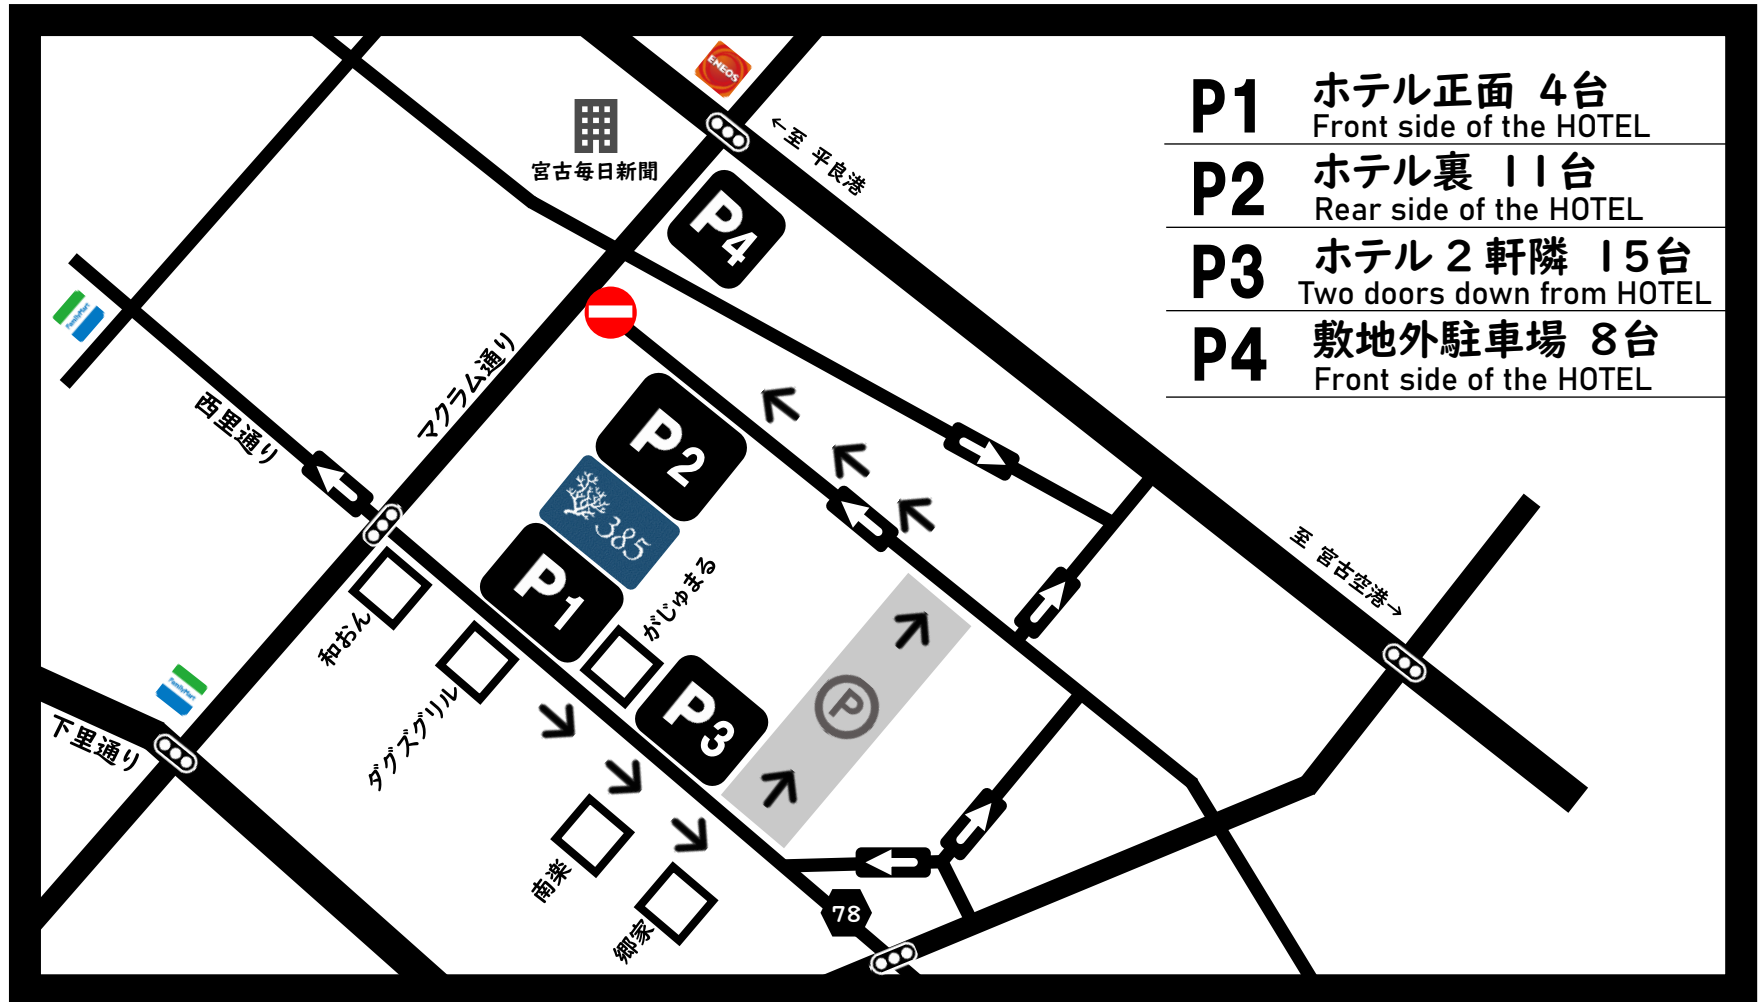 P1
ホテル正面 4台
Front side of the HOTEL
P2
ホテル裏 11台
Rear side of the HOTEL
P3
ホテル2軒隣 15台
Two doors down from HOTEL
P4
敷地外駐車場 8台
Front side of the HOTEL
ENEOS
←至 平良港
宮古毎日新聞
P4
FamilyMart
マクラム通り
西里通り
P2
385
P1
がじゅまる
至 宮古空港→
和おん
ダグズグリル
P3
P
FamilyMart
下里通り
南楽
郷家
78